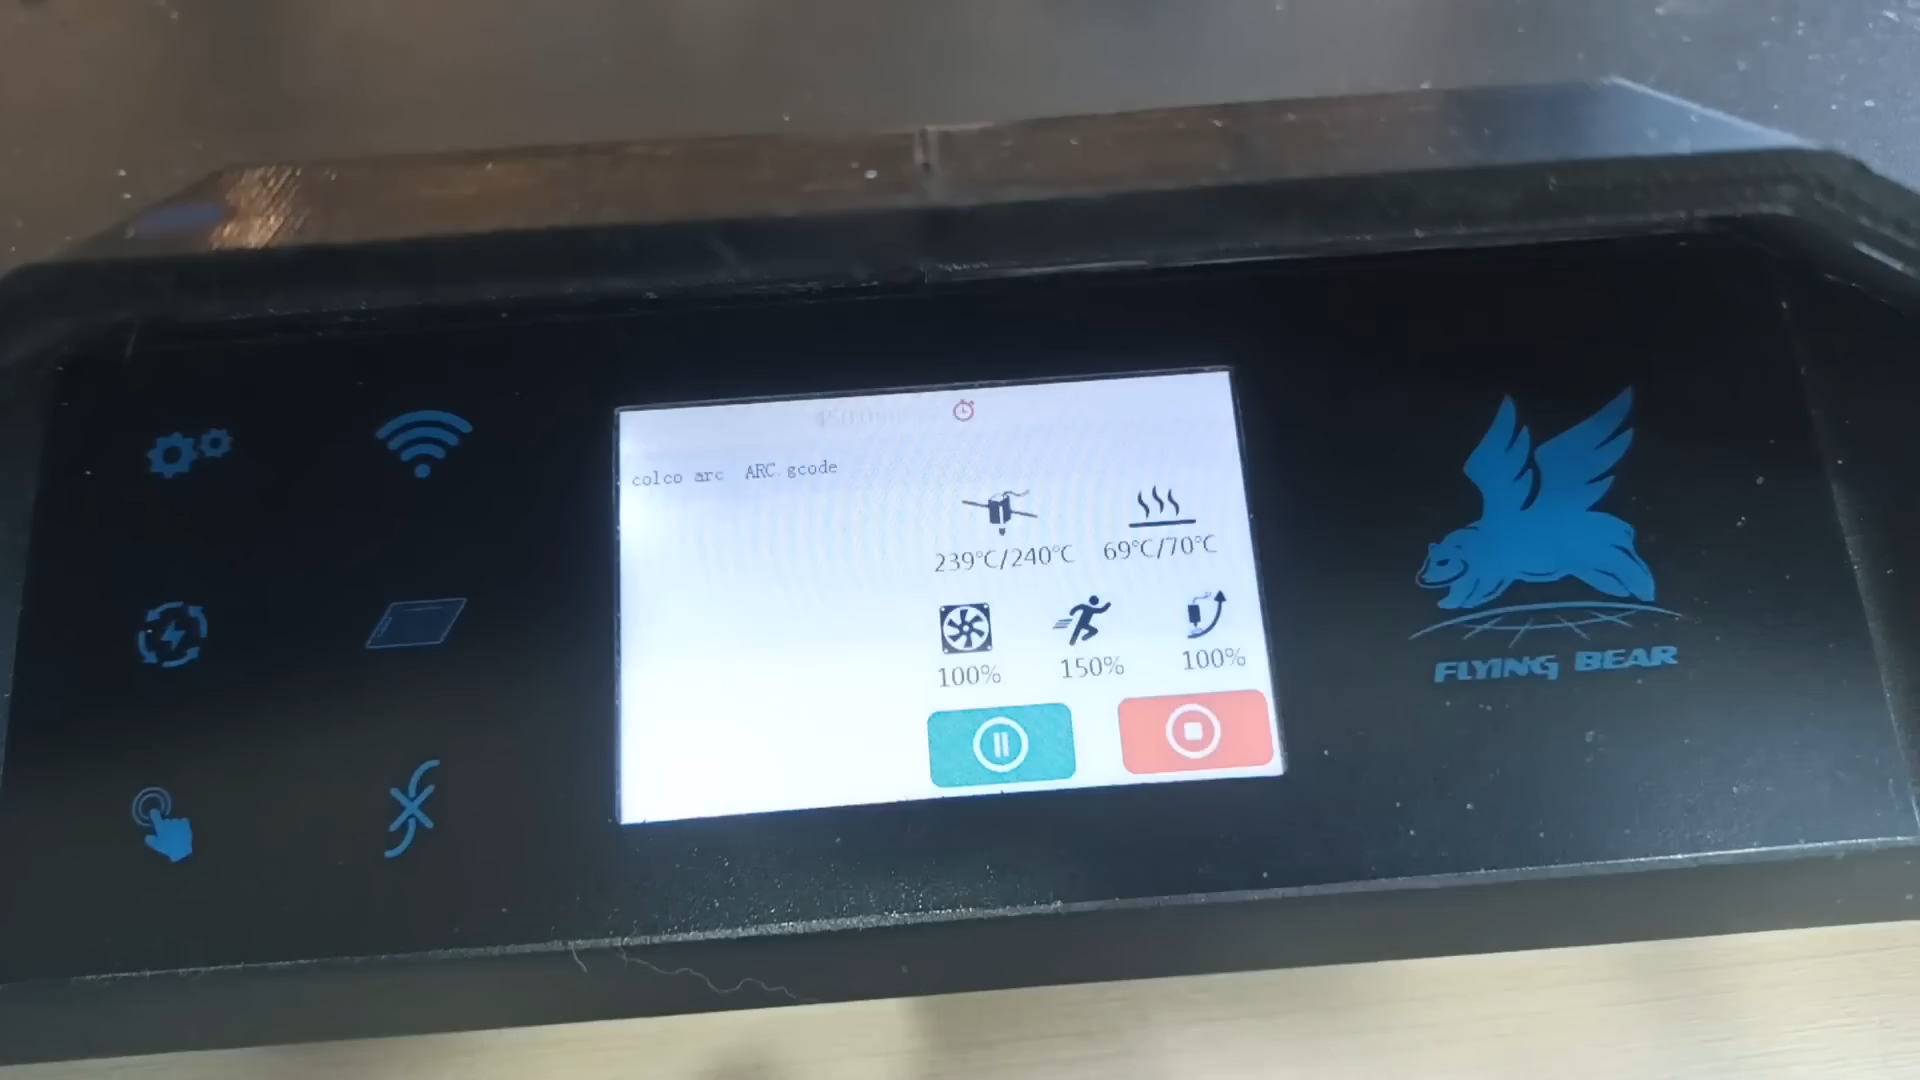 colco arc ARC.gcode
239℃/240℃ 69℃/70℃
100% 150% 100%
FLYING BEAR